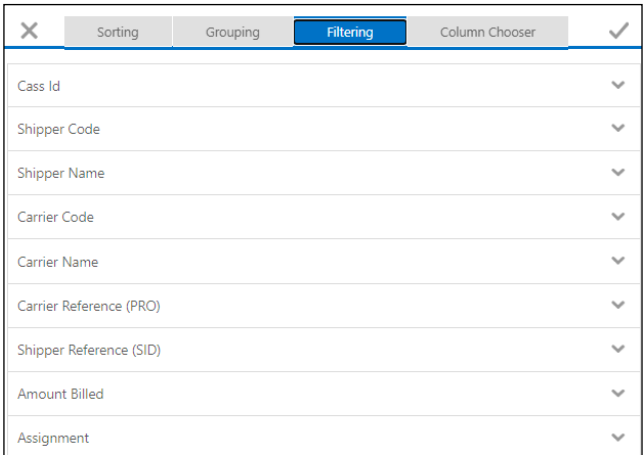 Sorting Grouping Filtering Column Chooser
Cass Id
Shipper Code
Shipper Name
Carrier Code
Carrier Name
Carrier Reference (PRO)
Shipper Reference (SID)
Amount Billed
Assignment